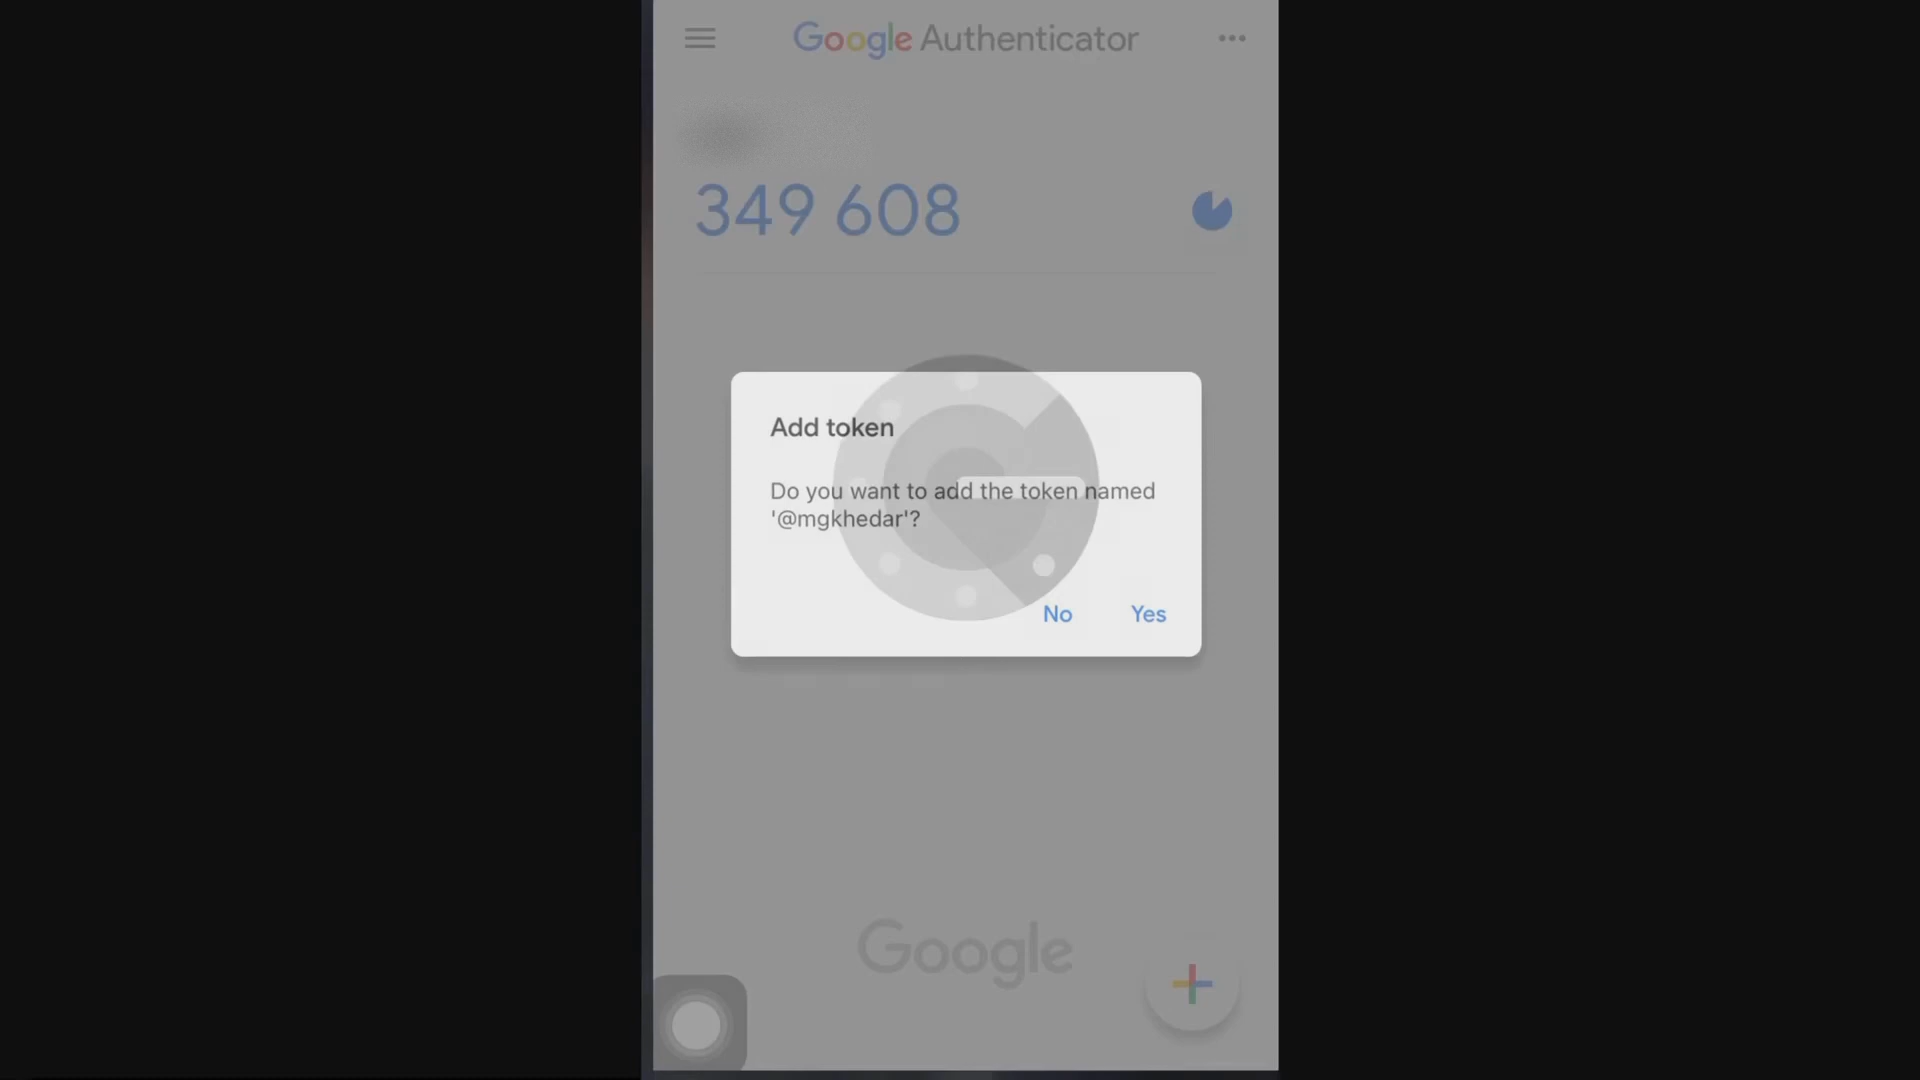 Google Authenticator
349 608
Add token
Do you want to add the token named
'@mgkhedar'?
No
Yes
Google